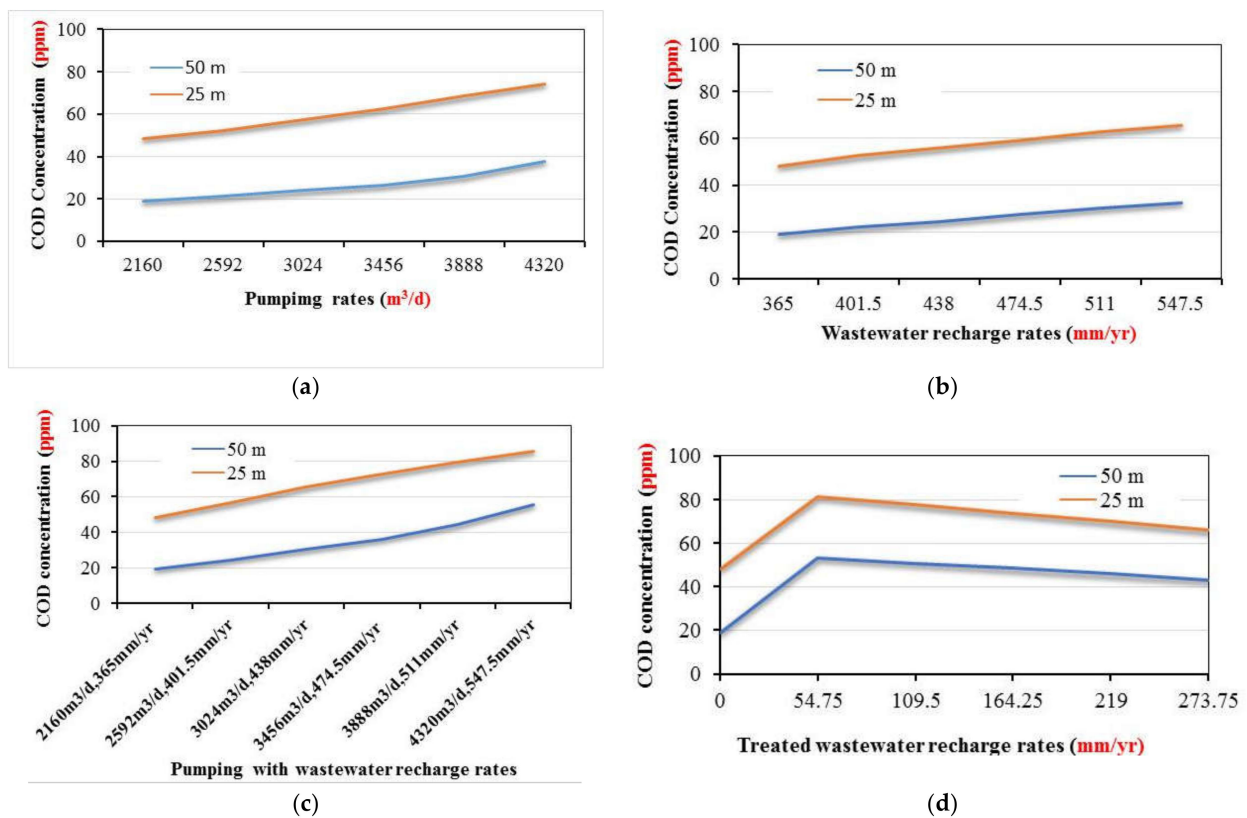 COD Concentratiom (ppm)
100
80
60
40
20
0
50 m
25 m
2160 2592 3024 3456 3888 4320
Pumpimg rates (m³/d)
(a)
COD Concentration (ppm)
100
80
60
40
20
0
50 m
25 m
365 401.5 438 474.5 511 547.5
Wastewater recharge rates (mm/yr)
(b)
COD concentration (ppm)
100
80
60
40
20
0
50 m
25 m
2160m3/d,365mm/yr
2592m3/d,401.5mm/yr
3024m3/d,438mm/yr
3456m3/d,474.5mm/yr
3888m3/d,511mm/yr
4320m3/d,547.5mm/yr
Pumping with wastewater recharge rates
(c)
COD concentration (ppm)
100
80
60
40
20
0
50 m
25 m
0 54.75 109.5 164.25 219 273.75
Treated wastewater recharge rates (mm/yr)
(d)